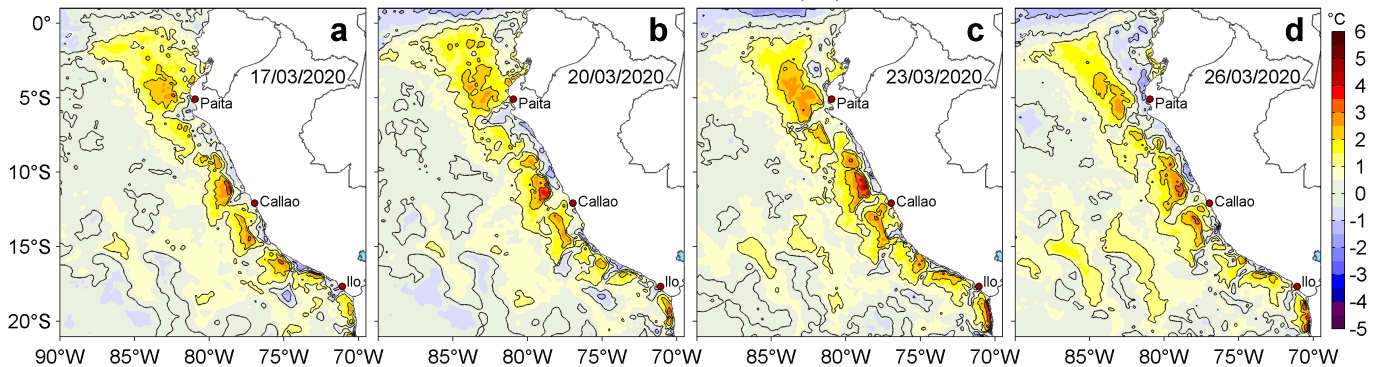 a
b
c
d
°C
0°
5°S
10°S
15°S
20°S
17/03/2020
20/03/2020
23/03/2020
26/03/2020
Paita
Paita
Paita
Paita
Callao
Callao
Callao
Callao
Ilo
Ilo
Ilo
Ilo
6
5
4
3
2
1
0
-1
-2
-3
-4
-5
90°W 85°W 80°W 75°W 70°W
85°W 80°W 75°W 70°W
85°W 80°W 75°W 70°W
85°W 80°W 75°W 70°W